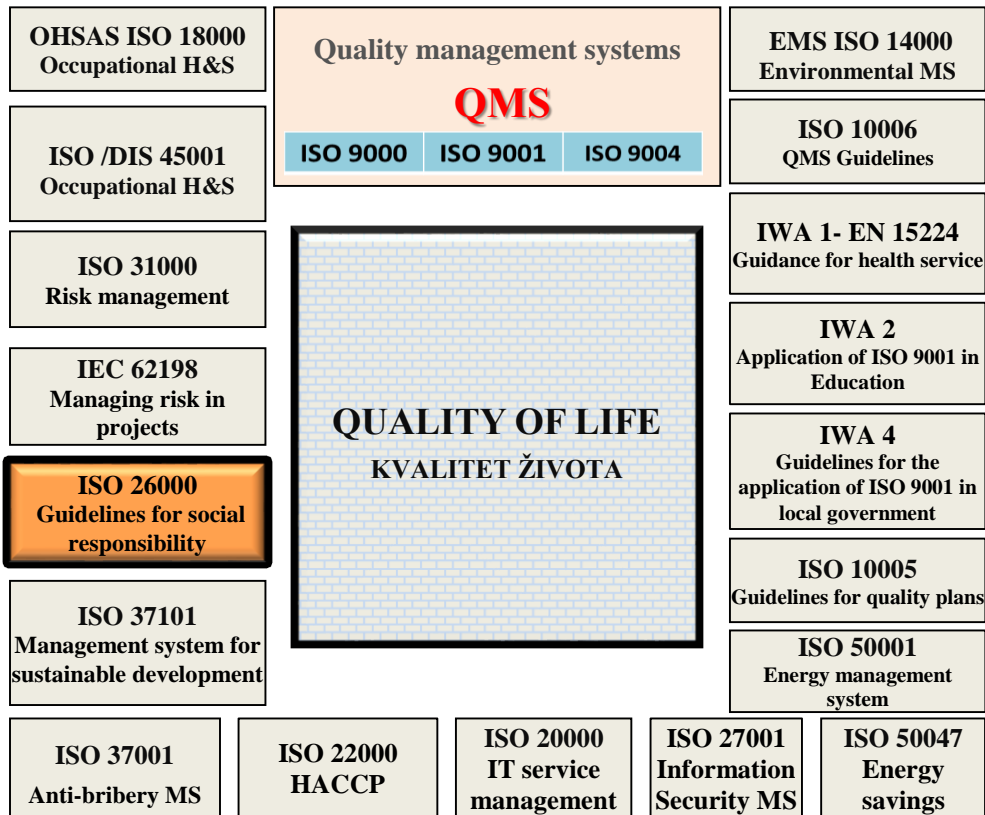 OHSAS ISO 18000
Occupational H&S
Quality management systems
QMS
ISO 9000
ISO 9001
ISO 9004
EMS ISO 14000
Environmental MS
ISO /DIS 45001
Occupational H&S
ISO 10006
QMS Guidelines
ISO 31000
Risk management
IWA 1- EN 15224
Guidance for health service
IEC 62198
Managing risk in
projects
IWA 2
Application of ISO 9001 in
Education
QUALITY OF LIFE
KVALITET ŽIVOTA
IWA 4
Guidelines for the
application of ISO 9001 in
local government
ISO 26000
Guidelines for social
responsibility
ISO 10005
Guidelines for quality plans
ISO 37101
Management system for
sustainable development
ISO 50001
Energy management
system
ISO 37001
Anti-bribery MS
ISO 22000
HACCP
ISO 20000
IT service
management
ISO 27001
Information
Security MS
ISO 50047
Energy
savings